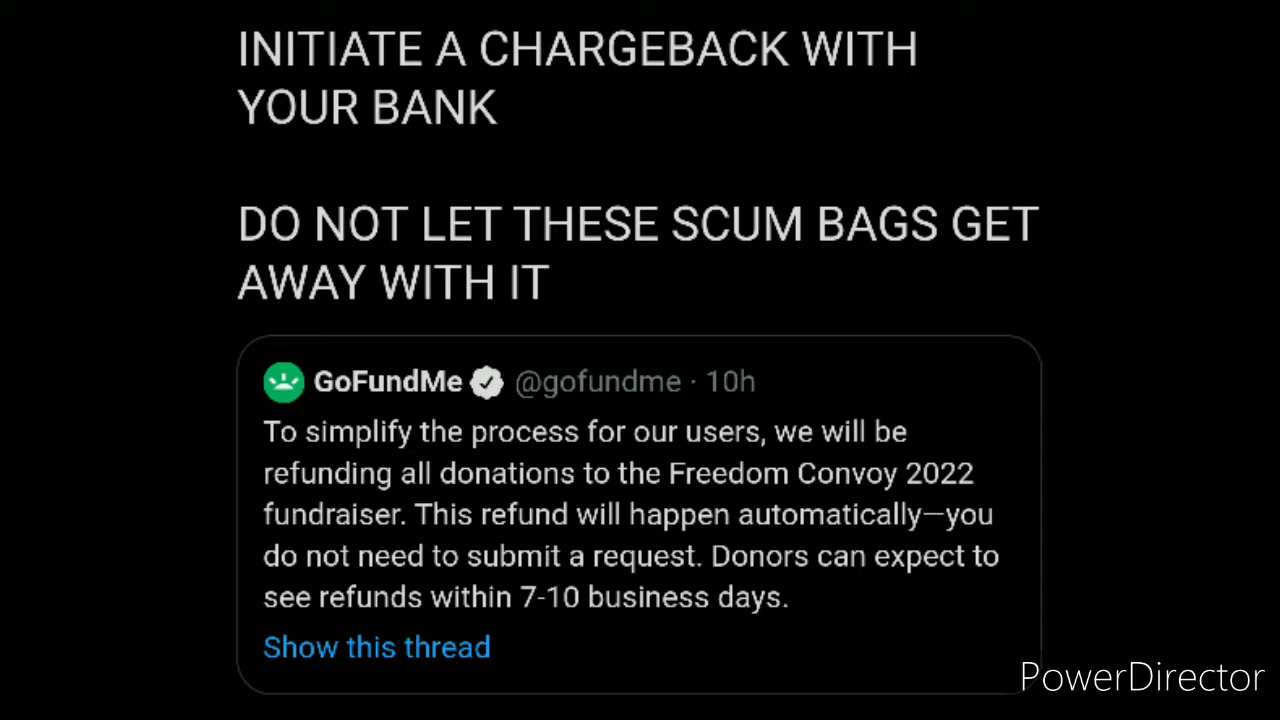 INITIATE A CHARGEBACK WITH
YOUR BANK
DO NOT LET THESE SCUM BAGS GET
AWAY WITH IT
GoFundMe @gofundme · 10h
To simplify the process for our users, we will be
refunding all donations to the Freedom Convoy 2022
fundraiser. This refund will happen automatically—you
do not need to submit a request. Donors can expect to
see refunds within 7-10 business days.
Show this thread
PowerDirector